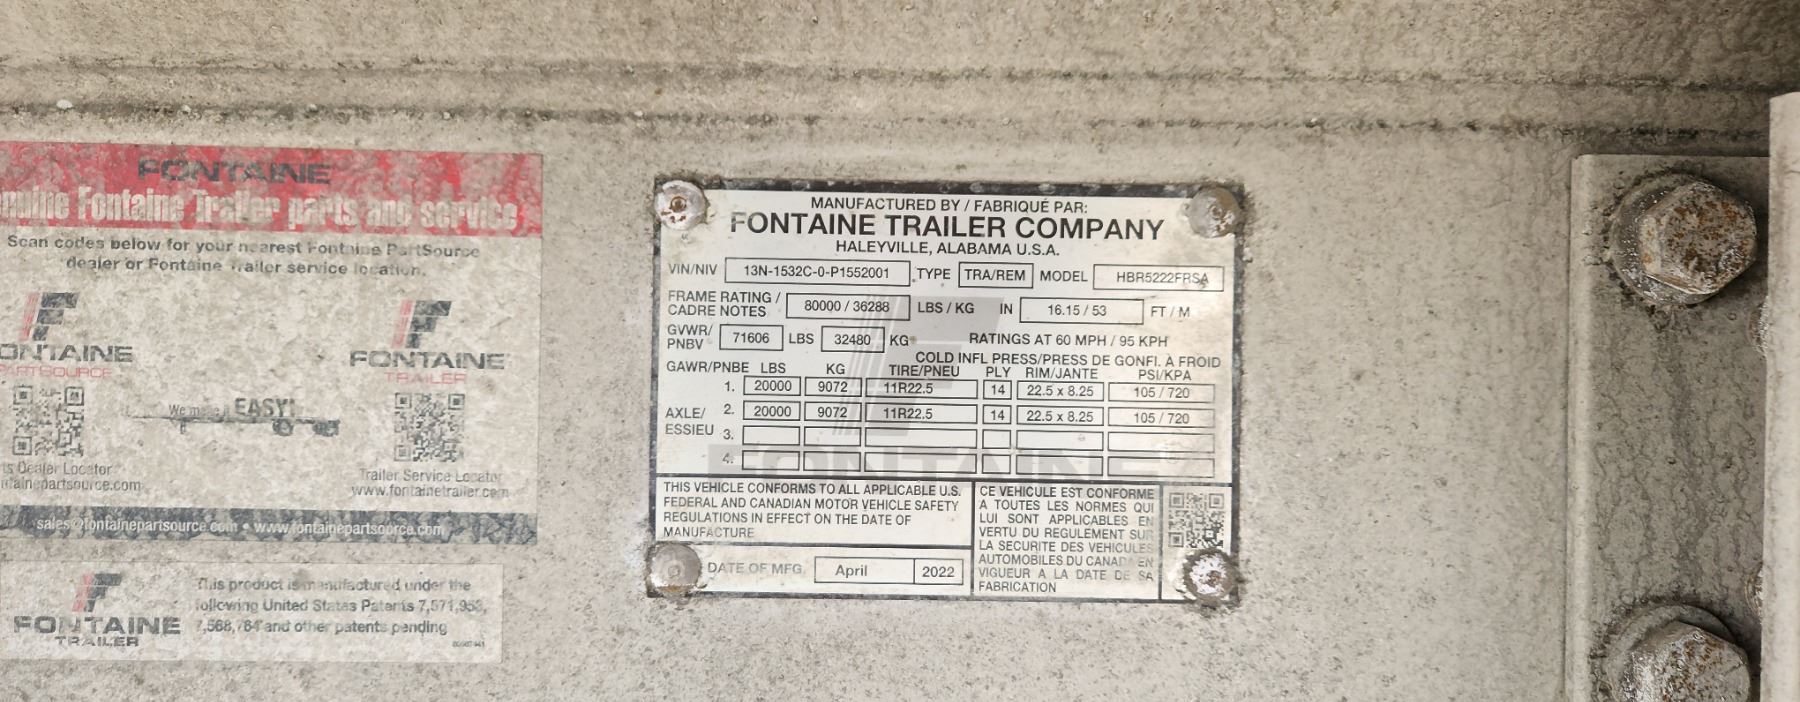 FONTAINE
Fontaine Trailer parts and service
Scan codes below for your nearest Fontaine PartSource
dealer or Fontaine Trailer service location.
FONTAINE
TRAILER
We make it EASY!
Dealer Locator
Trailer Service Locator
www.fontainetrailer.com
sales@fontainepartsource.com • www.fontainepartsource.com
FONTAINE
TRAILER
This product is manufactured under the
following United States Patents 7,571,953,
7,568,764 and other patents pending
MANUFACTURED BY / FABRIQUÉ PAR:
FONTAINE TRAILER COMPANY
HALEYVILLE, ALABAMA U.S.A.
VIN/NIV 13N-1532C-0-P1552001 TYPE TRA/REM MODEL HBR5222FRSA
FRAME RATING /
CADRE NOTES 80000 / 36288 LBS / KG IN 16.15 / 53 FT / M
GVWR/
PNBV 71606 LBS 32480 KG RATINGS AT 60 MPH / 95 KPH
COLD INFL PRESS/PRESS DE GONFI. À FROID
GAWR/PNBE LBS KG TIRE/PNEU PLY RIM/JANTE PSI/KPA
1. 20000 9072 11R22.5 14 22.5 x 8.25 105 / 720
AXLE/
ESSIEU
2. 20000 9072 11R22.5 14 22.5 x 8.25 105 / 720
3.
4.
FONTAINE
THIS VEHICLE CONFORMS TO ALL APPLICABLE U.S.
FEDERAL AND CANADIAN MOTOR VEHICLE SAFETY
REGULATIONS IN EFFECT ON THE DATE OF
MANUFACTURE
DATE OF MFG. April 2022
CE VEHICULE EST CONFORME
A TOUTES LES NORMES QUI
LUI SONT APPLICABLES EN
VERTU DU REGULEMENT SUR
LA SECURITE DES VEHICULES
AUTOMOBILES DU CANADA EN
VIGUEUR A LA DATE DE SA
FABRICATION